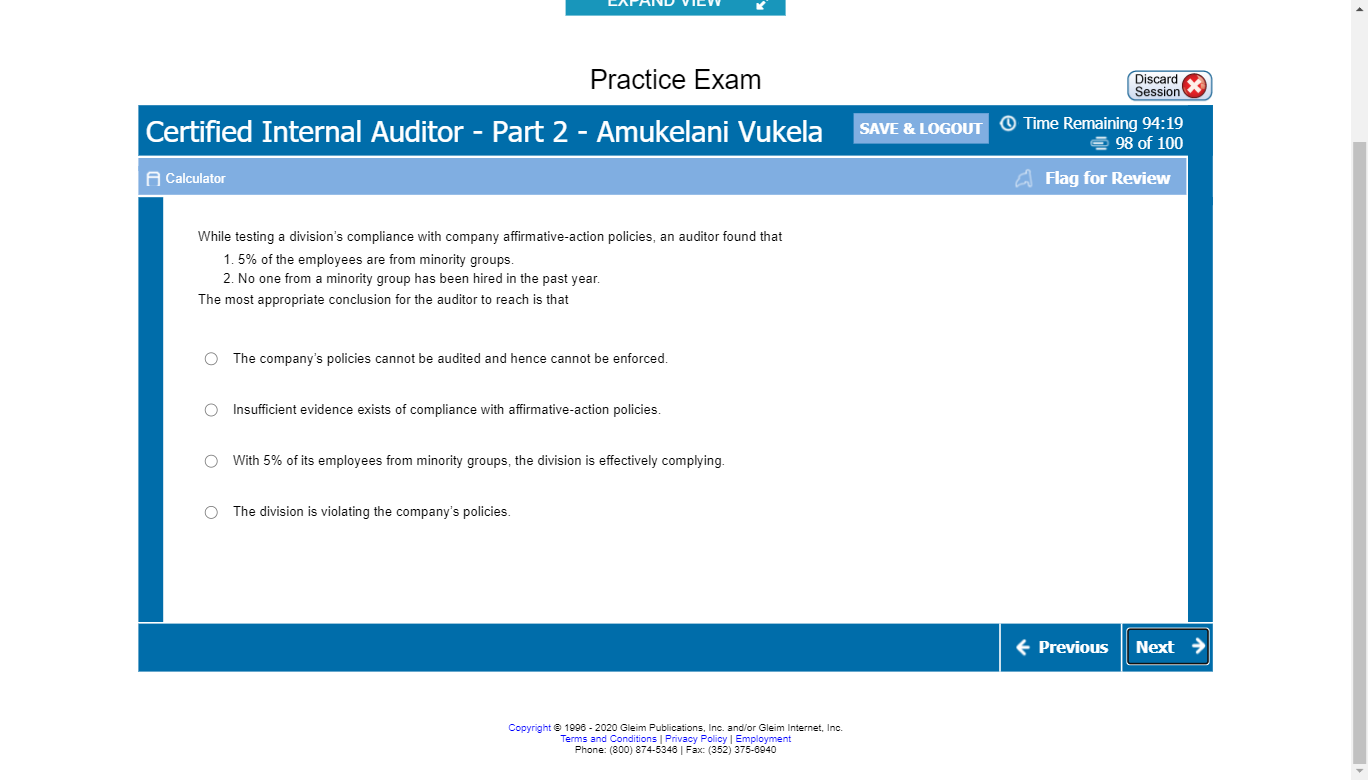 EXPAND VIEW
Practice Exam
Discard
Session
Certified Internal Auditor - Part 2 - Amukelani Vukela
SAVE & LOGOUT
Time Remaining 94:19
98 of 100
Calculator
Flag for Review
While testing a division's compliance with company affirmative-action policies, an auditor found that
1. 5% of the employees are from minority groups.
2. No one from a minority group has been hired in the past year.
The most appropriate conclusion for the auditor to reach is that
The company's policies cannot be audited and hence cannot be enforced.
Insufficient evidence exists of compliance with affirmative-action policies.
With 5% of its employees from minority groups, the division is effectively complying.
The division is violating the company's policies.
Previous
Next
Copyright © 1996 - 2020 Gleim Publications, Inc. and/or Gleim Internet, Inc.
Terms and Conditions | Privacy Policy | Employment
Phone: (800) 874-5346 | Fax: (352) 375-6940